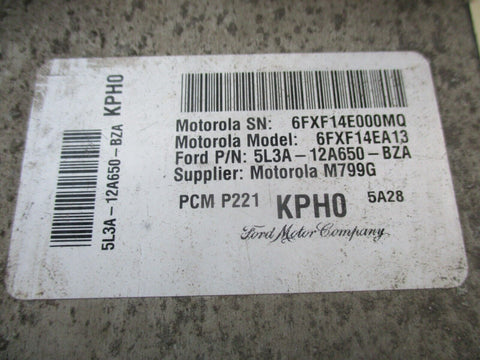 5L3A-12A650-BZA KPH0
Motorola SN: 6FXF14E000MQ
Motorola Model: 6FXF14EA13
Ford P/N: 5L3A-12A650-BZA
Supplier: Motorola M799G
PCM P221 KPH0 5A28
Ford Motor Company